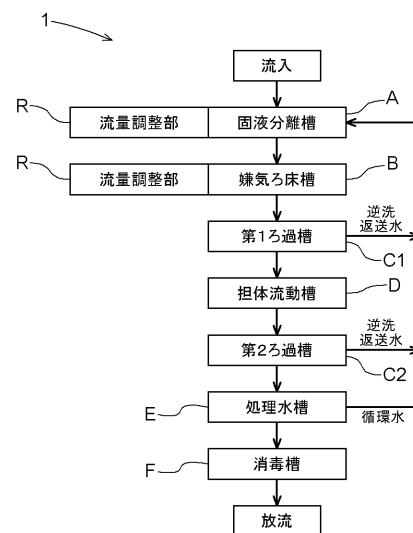 1
流入
A
R
流量調整部
固液分離槽
B
R
流量調整部
嫌気ろ床槽
逆洗
返送水
第1ろ過槽
C1
担体流動槽
D
逆洗
返送水
第2ろ過槽
C2
E
処理水槽
循環水
F
消毒槽
放流